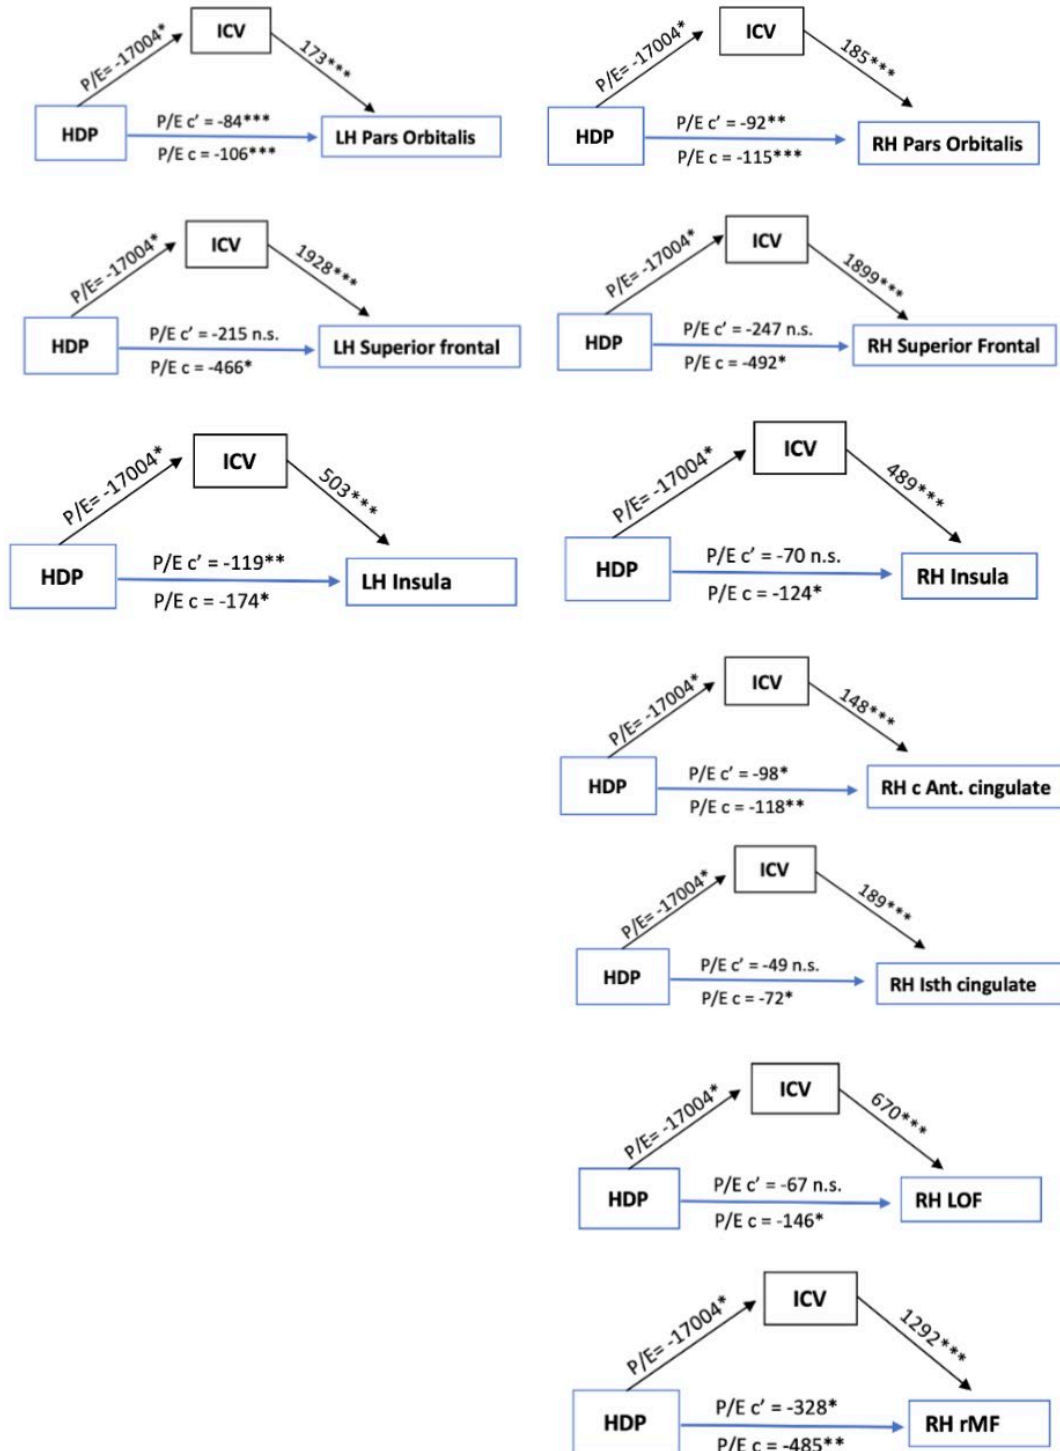 ICV
P/E= -17004*
173***
HDP
P/E c’ = -84***
P/E c = -106***
LH Pars Orbitalis
ICV
P/E= -17004*
185***
HDP
P/E c’ = -92**
P/E c = -115***
RH Pars Orbitalis
ICV
P/E= -17004*
1928***
HDP
P/E c’ = -215 n.s.
P/E c = -466*
LH Superior frontal
ICV
P/E= -17004*
1899***
HDP
P/E c’ = -247 n.s.
P/E c = -492*
RH Superior Frontal
ICV
P/E= -17004*
503***
HDP
P/E c’ = -119**
P/E c = -174*
LH Insula
ICV
P/E= -17004*
489***
HDP
P/E c’ = -70 n.s.
P/E c = -124*
RH Insula
ICV
P/E= -17004*
148***
HDP
P/E c’ = -98*
P/E c = -118**
RH c Ant. cingulate
ICV
P/E= -17004*
189***
HDP
P/E c’ = -49 n.s.
P/E c = -72*
RH Isth cingulate
ICV
P/E= -17004*
670***
HDP
P/E c’ = -67 n.s.
P/E c = -146*
RH LOF
ICV
P/E= -17004*
1292***
HDP
P/E c’ = -328*
P/E c = -485**
RH rMF